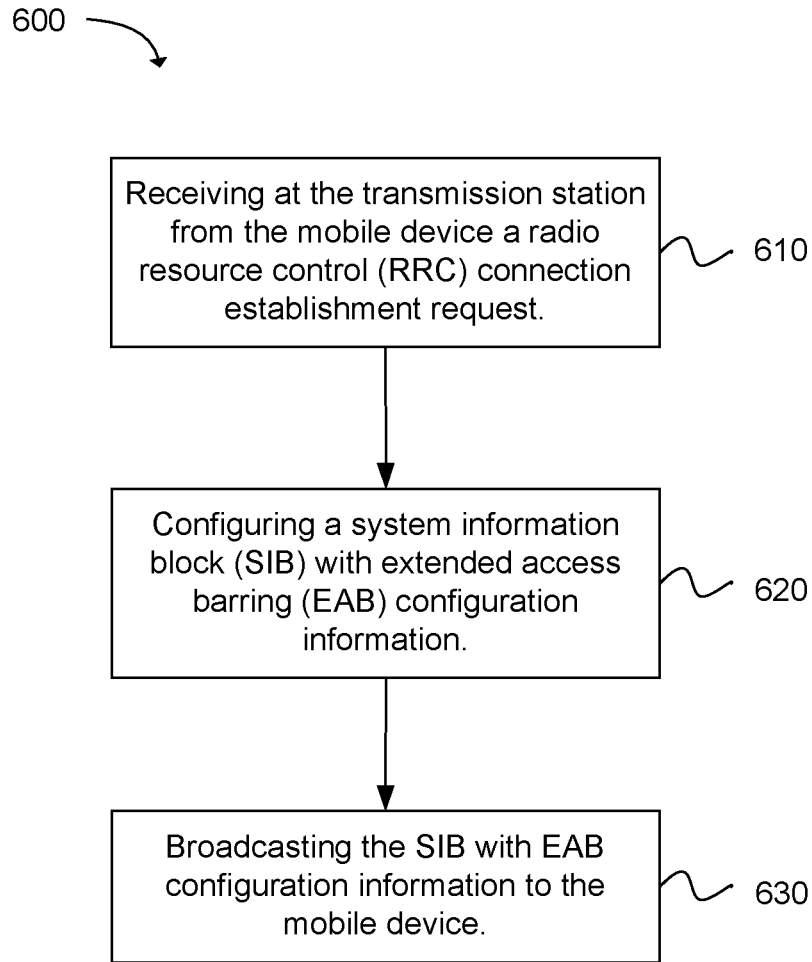 600
Receiving at the transmission station
from the mobile device a radio
resource control (RRC) connection
establishment request.
610
Configuring a system information
block (SIB) with extended access
barring (EAB) configuration
information.
620
Broadcasting the SIB with EAB
configuration information to the
mobile device.
630